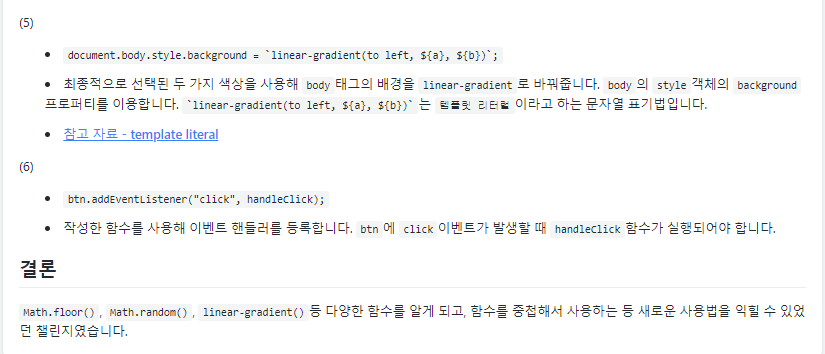 (5)
document.body.style.background = `linear-gradient(to left, ${a}, ${b})`;
최종적으로 선택된 두 가지 색상을 사용해 body 태그의 배경을 linear-gradient 로 바꿔줍니다. body 의 style 객체의 background
프로퍼티를 이용합니다. `linear-gradient(to left, ${a}, ${b})` 는 템플릿 리터럴 이라고 하는 문자열 표기법입니다.
참고 자료 - template literal
(6)
btn.addEventListener("click", handleClick);
작성한 함수를 사용해 이벤트 핸들러를 등록합니다. btn 에 click 이벤트가 발생할 때 handleClick 함수가 실행되어야 합니다.
결론
Math.floor() , Math.random() , linear-gradient() 등 다양한 함수를 알게 되고, 함수를 중첩해서 사용하는 등 새로운 사용법을 익힐 수 있었
던 챌린지였습니다.